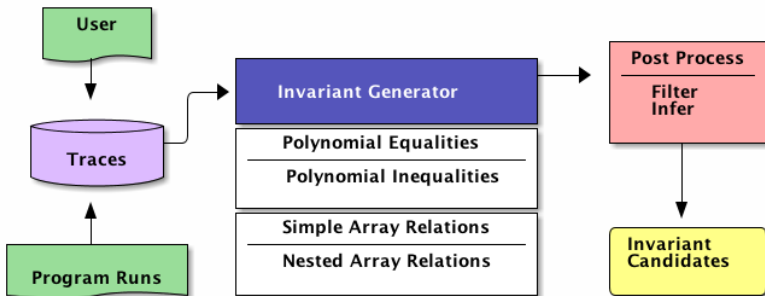 User
Traces
Program Runs
Invariant Generator
Polynomial Equalities
Polynomial Inequalities
Simple Array Relations
Nested Array Relations
Post Process
Filter
Infer
Invariant
Candidates